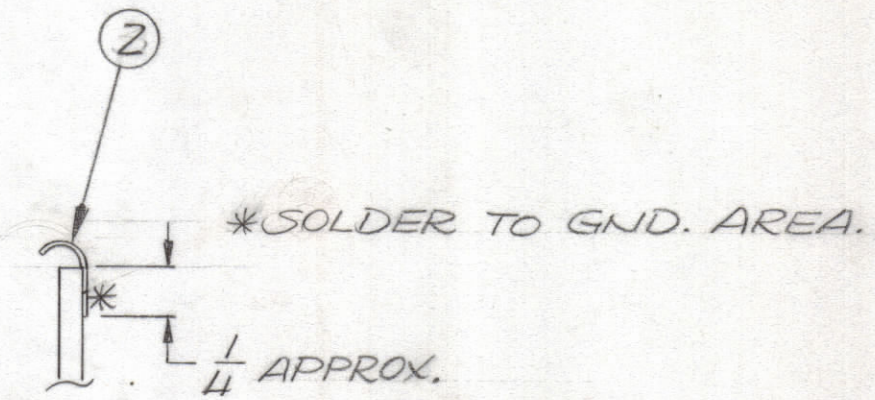 2
*SOLDER TO GND. AREA.
*
1/4 APPROX.